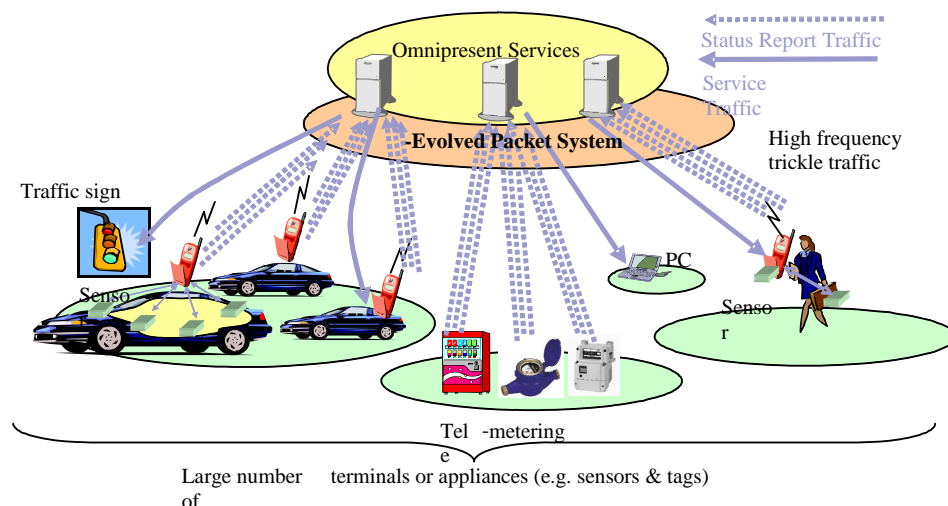 Omnipresent Services
Status Report Traffic
Service
Traffic
-Evolved Packet System
High frequency
trickle traffic
Traffic sign
PC
Senso
Senso
r
Tel -metering
e
Large number terminals or appliances (e.g. sensors & tags)
of